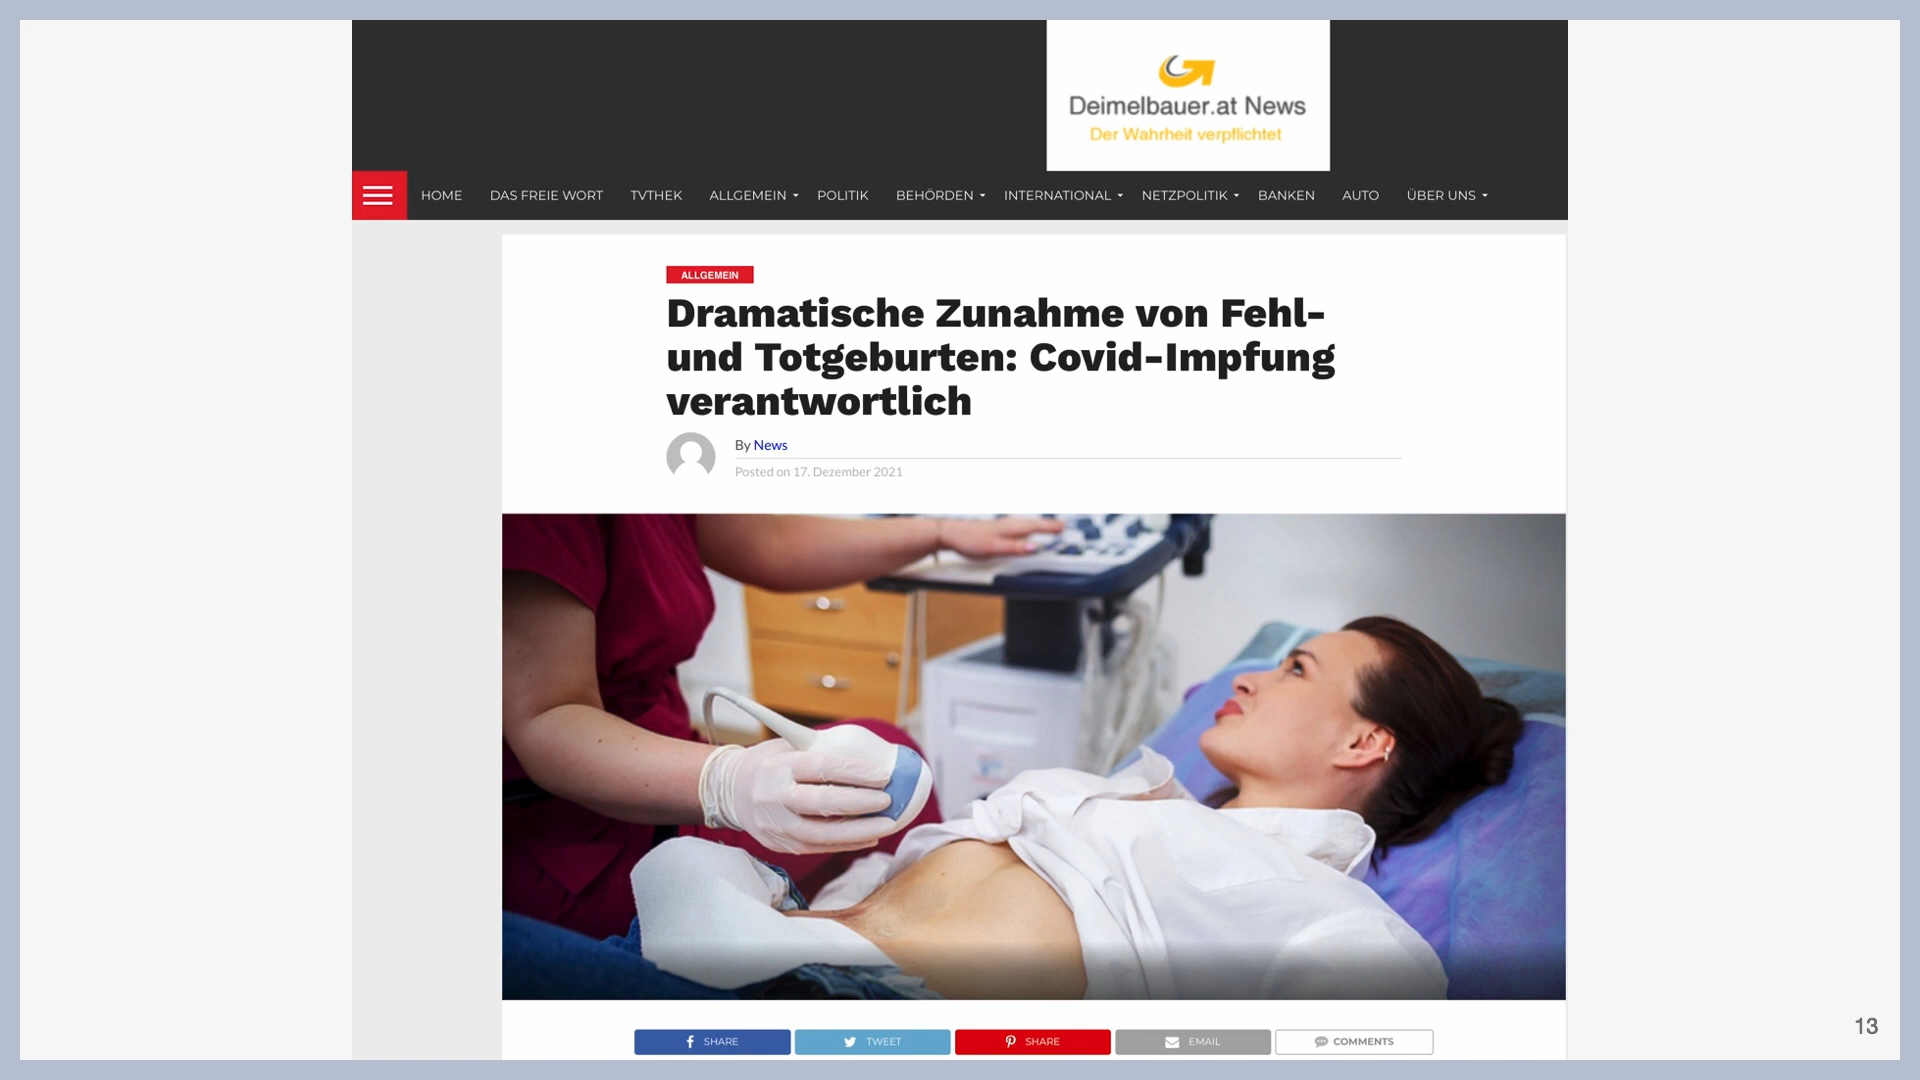 Deimelbauer.at News
Der Wahrheit verpflichtet
HOME DAS FREIE WORT TVTHEK ALLGEMEIN POLITIK BEHÖRDEN INTERNATIONAL NETZPOLITIK BANKEN AUTO ÜBER UNS
ALLGEMEIN
Dramatische Zunahme von Fehl-
und Totgeburten: Covid-Impfung
verantwortlich
By News
Posted on 17. Dezember 2021
SHARE TWEET SHARE EMAIL COMMENTS
13